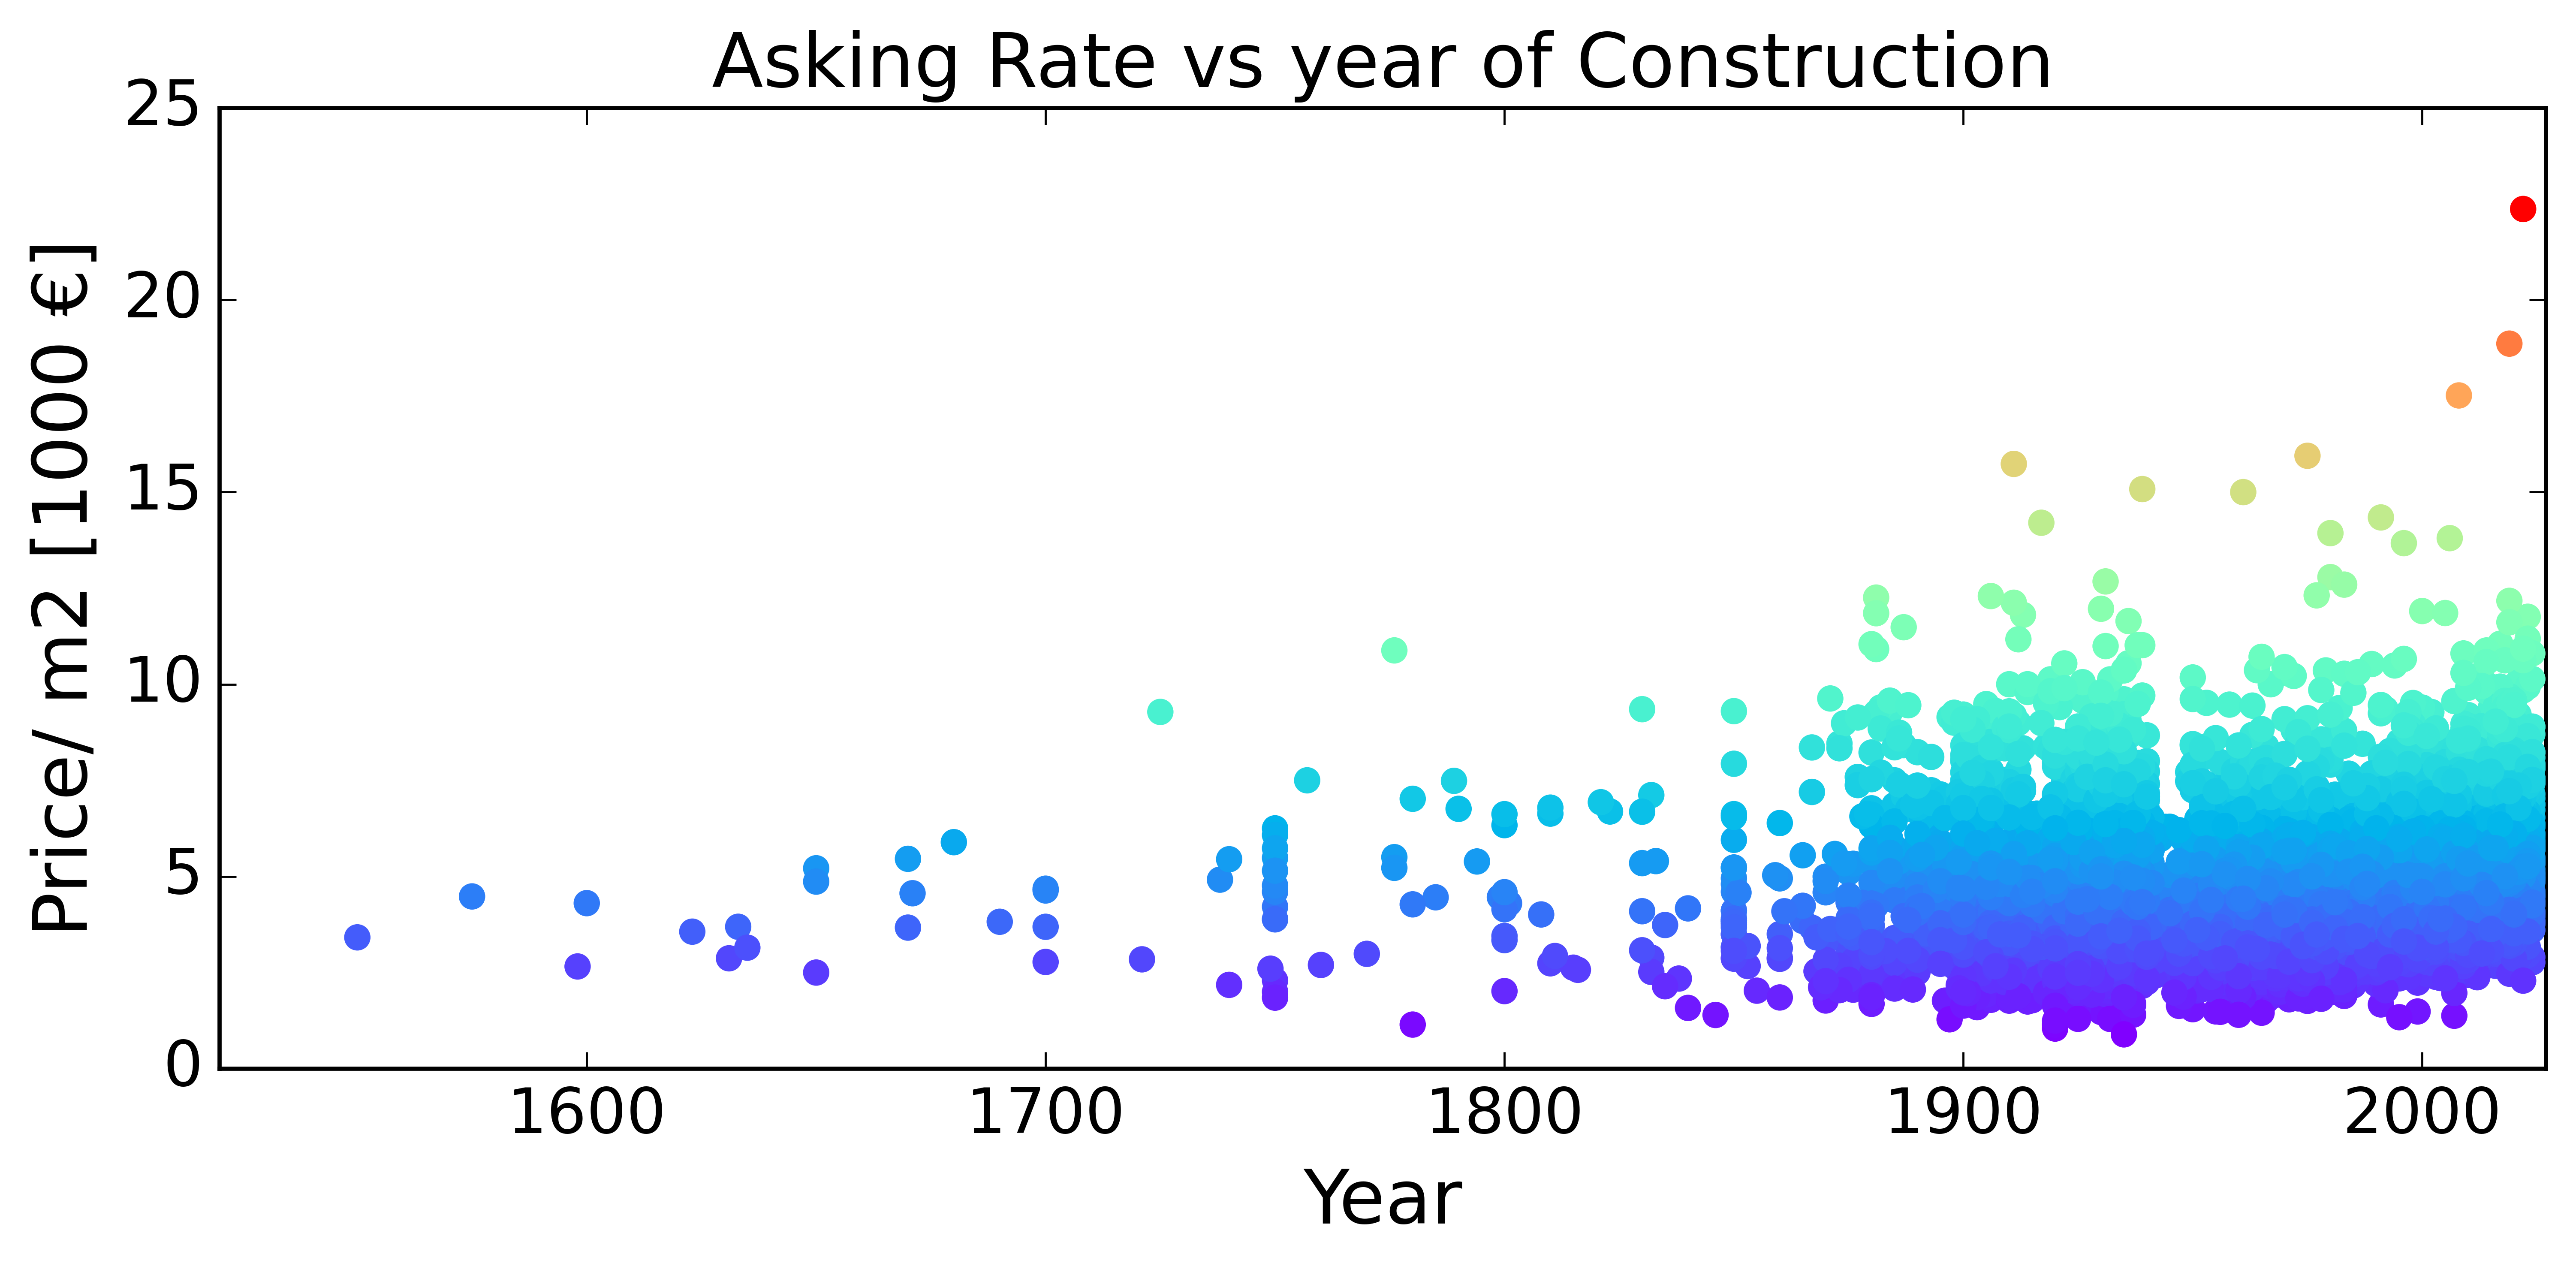 Asking Rate vs year of Construction
Price/ m2 [1000 €]
25
20
15
10
5
0
1600 1700 1800 1900 2000
Year